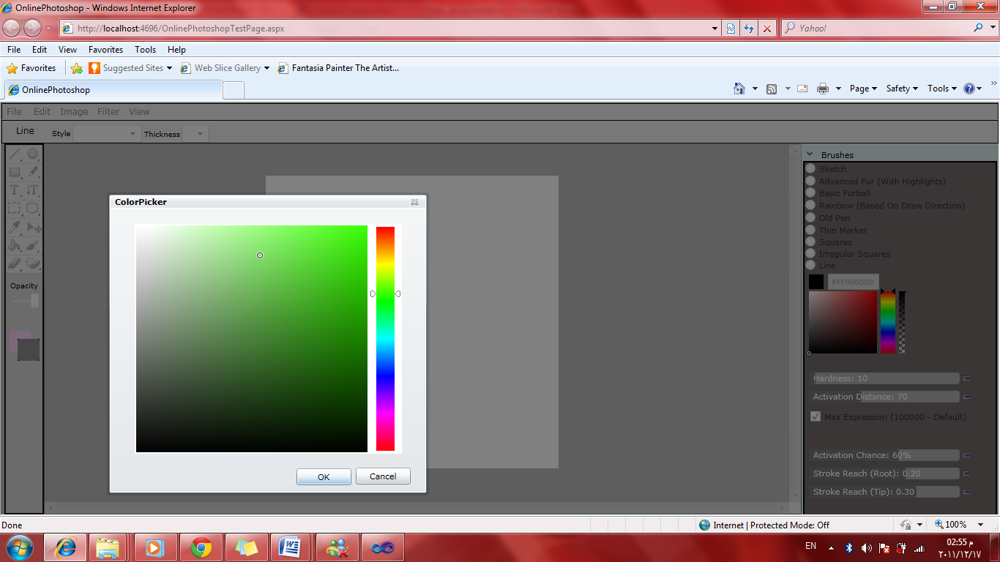 OnlinePhotoshop - Windows Internet Explorer
http://localhost:4696/OnlinePhotoshopTestPage.aspx
Yahoo!
File Edit View Favorites Tools Help
Favorites Suggested Sites Web Slice Gallery Fantasia Painter The Artist...
OnlinePhotoshop
Page Safety Tools
File Edit Image Filter View
Line Style Thickness
Brushes
Sketch
Advanced Fur (With Highlights)
Basic Furball
Rainbow (Based On Draw Direction)
Old Pen
Thin Marker
Squares
Irregular Squares
Line
#FF000000
Hardness: 10
Activation Distance: 70
Max Expression (100000 - Default)
Activation Chance: 60%
Stroke Reach (Root): 0.20
Stroke Reach (Tip): 0.30
Opacity
ColorPicker
OK Cancel
Done Internet | Protected Mode: Off 100%
EN
02:55 م
٢٠١١/١٢/١٧